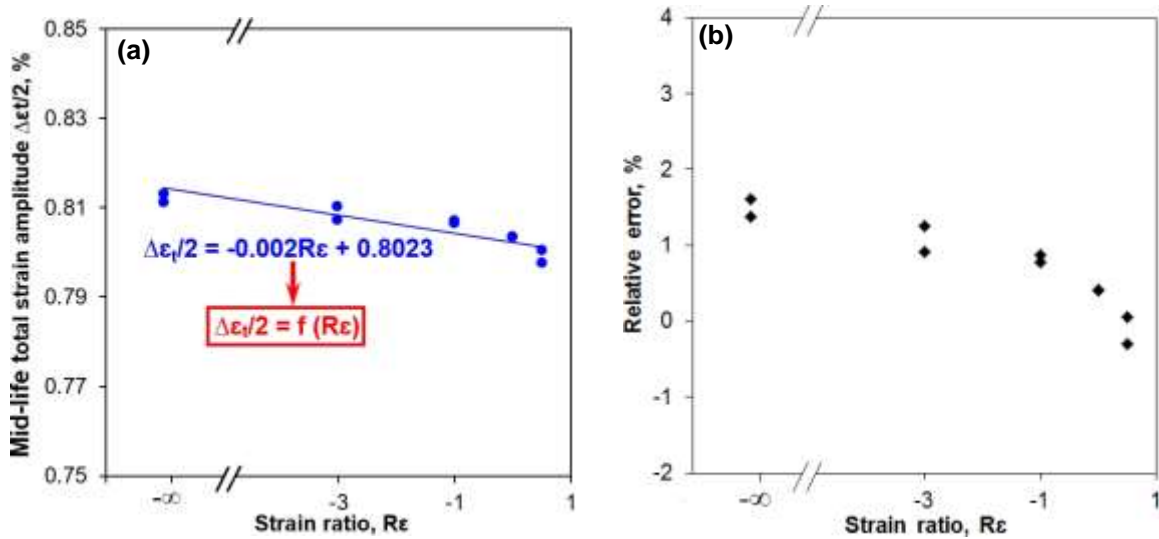 (a)
Mid-life total strain amplitude Δεt/2, %
0.85
0.83
0.81
0.79
0.77
0.75
Δεₜ/2 = -0.002Rε + 0.8023
Δεₜ/2 = f (Rε)
-∞
-3
-1
1
Strain ratio, Rε
(b)
Relative error, %
4
3
2
1
0
-1
-2
-∞
-3
-1
1
Strain ratio, Rε